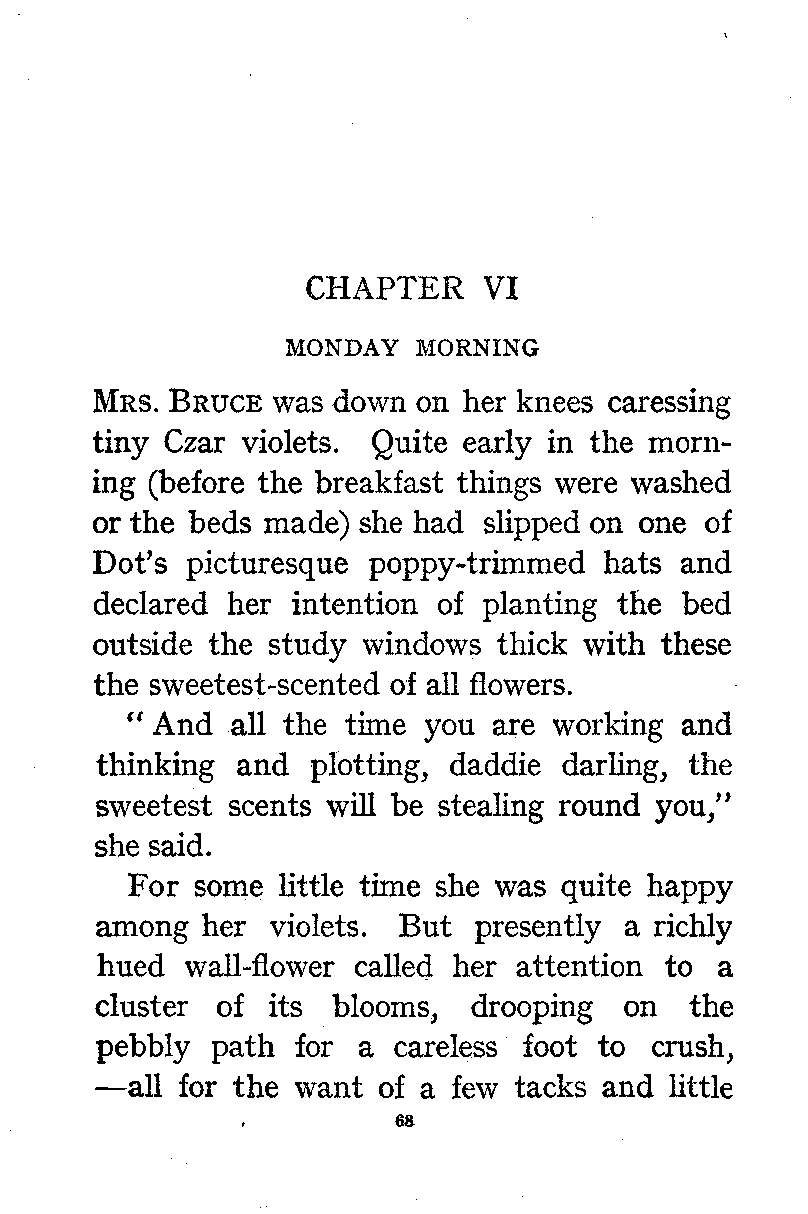 CHAPTER VI
MONDAY MORNING
MRS. BRUCE was down on her knees caressing
tiny Czar violets. Quite early in the morn-
ing (before the breakfast things were washed
or the beds made) she had slipped on one of
Dot's picturesque poppy-trimmed hats and
declared her intention of planting the bed
outside the study windows thick with these
the sweetest-scented of all flowers.
"And all the time you are working and
thinking and plotting, daddie darling, the
sweetest scents will be stealing round you,"
she said.
For some little time she was quite happy
among her violets. But presently a richly
hued wall-flower called her attention to a
cluster of its blooms, drooping on the
pebbly path for a careless foot to crush,
—all for the want of a few tacks and little
68